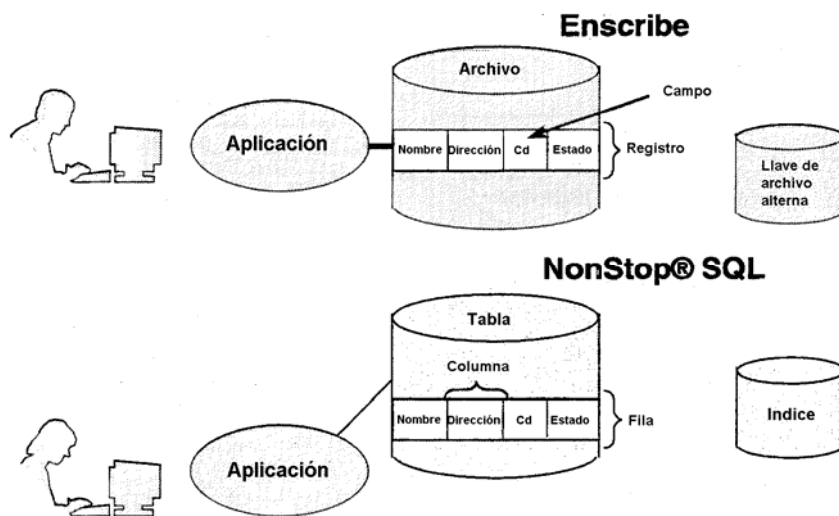 Enscribe
Archivo
Campo
Aplicación
Nombre Dirección Cd Estado
Registro
Llave de
archivo
alterna
NonStop® SQL
Tabla
Columna
Nombre Dirección Cd Estado
Fila
Indice
Aplicación